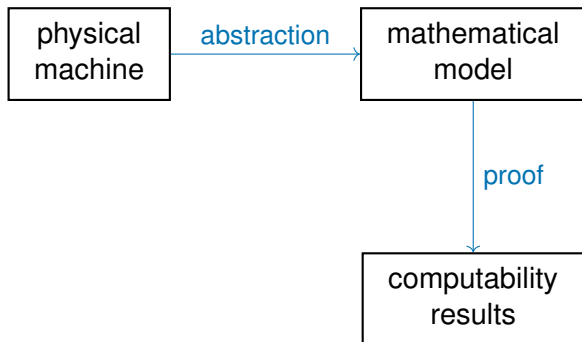 physical
machine
abstraction
mathematical
model
proof
computability
results